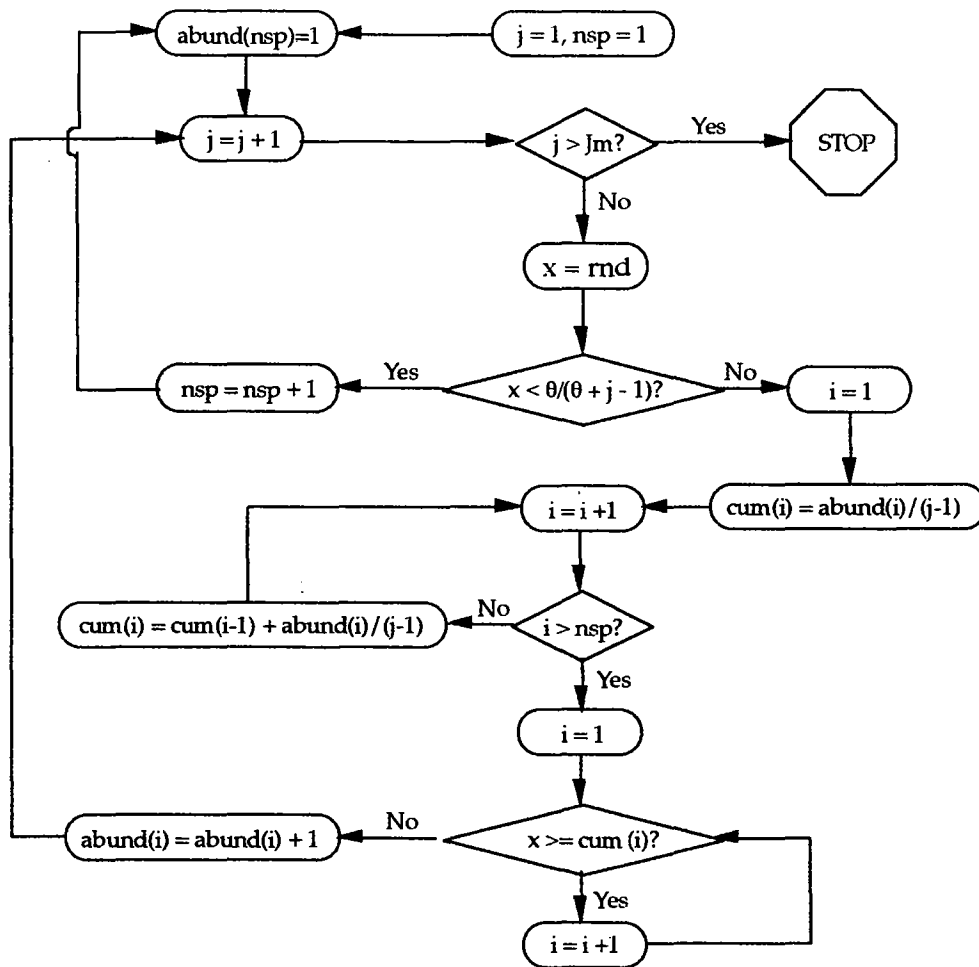 abund(nsp)=1
j = 1, nsp = 1
j = j + 1
j > Jm?
Yes
STOP
No
x = rnd
nsp = nsp + 1
Yes
x < θ/(θ + j - 1)?
No
i = 1
i = i +1
cum(i) = abund(i)/(j-1)
cum(i) = cum(i-1) + abund(i)/(j-1)
No
i > nsp?
Yes
i = 1
abund(i) = abund(i) + 1
No
x >= cum (i)?
Yes
i = i +1